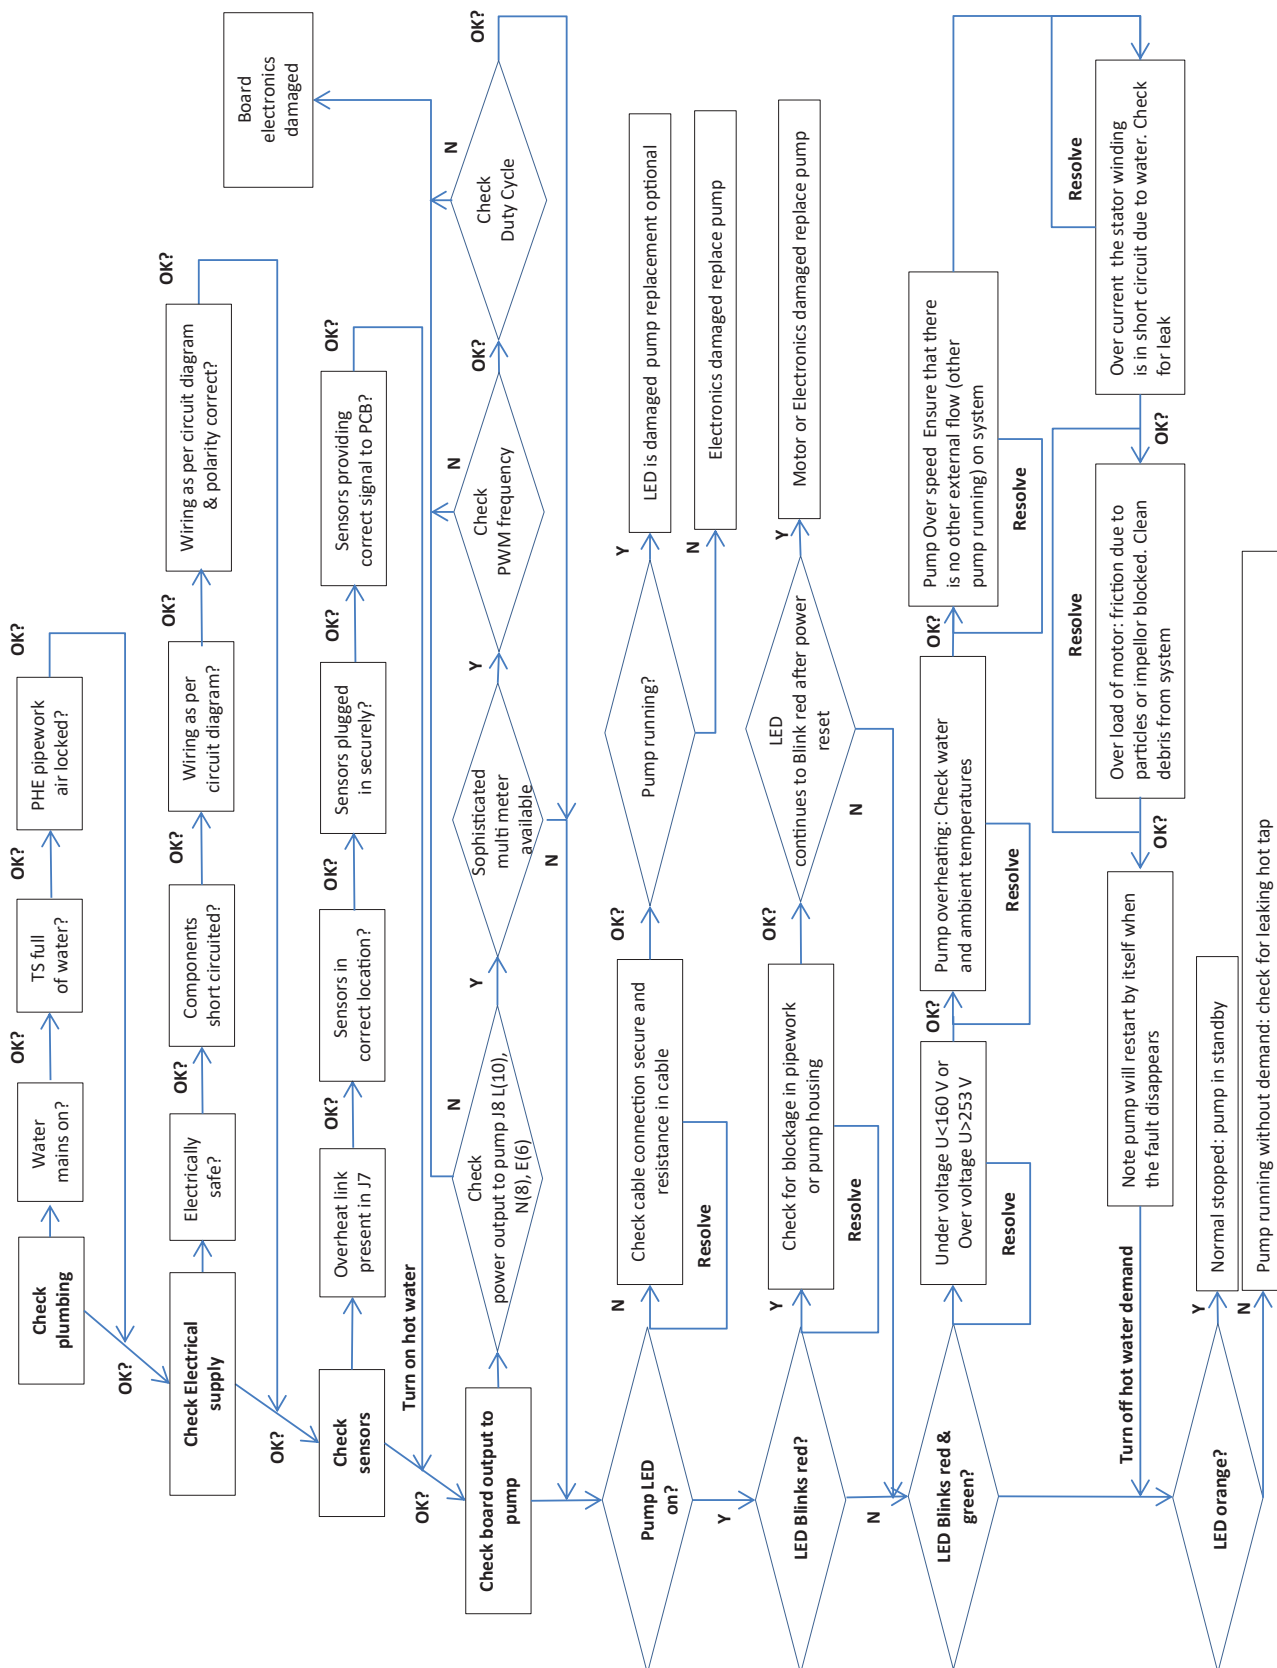 Check
plumbing
Water
mains on?
OK?
TS full
of water?
OK?
PHE pipework
air locked?
OK?
OK?
Check Electrical
supply
Electrically
safe?
OK?
Components
short circuited?
OK?
Wiring as per
circuit diagram?
OK?
Wiring as per circuit diagram
& polarity correct?
OK?
OK?
Check
sensors
Overheat link
present in J7
OK?
Sensors in
correct location?
OK?
Sensors plugged
in securely?
OK?
Sensors providing
correct signal to PCB?
OK?
Turn on hot water
OK?
Check board output to
pump
Check
power output to pump J8 L(10),
N(8), E(6)
N
Y
Sophisticated
multi meter
available
N
Y
Check
PWM frequency
N
OK?
Check
Duty Cycle
N
OK?
Board
electronics
damaged
Pump LED
on?
N
Check cable connection secure and
resistance in cable
Resolve
OK?
Pump running?
Y
LED is damaged pump replacement optional
N
Electronics damaged replace pump
Y
LED Blinks red?
Y
Check for blockage in pipework
or pump housing
Resolve
OK?
LED
continues to Blink red after power
reset
Y
Motor or Electronics damaged replace pump
N
N
LED Blinks red &
green?
Under voltage U<160 V or
Over voltage U>253 V
Resolve
OK?
Pump overheating: Check water
and ambient temperatures
Resolve
OK?
Pump Over speed Ensure that there
is no other external flow (other
pump running) on system
Resolve
Over current the stator winding
is in short circuit due to water. Check
for leak
Resolve
OK?
Over load of motor: friction due to
particles or impellor blocked. Clean
debris from system
Resolve
OK?
Note pump will restart by itself when
the fault disappears
Turn off hot water demand
LED orange?
Y
Normal stopped: pump in standby
N
Pump running without demand: check for leaking hot tap